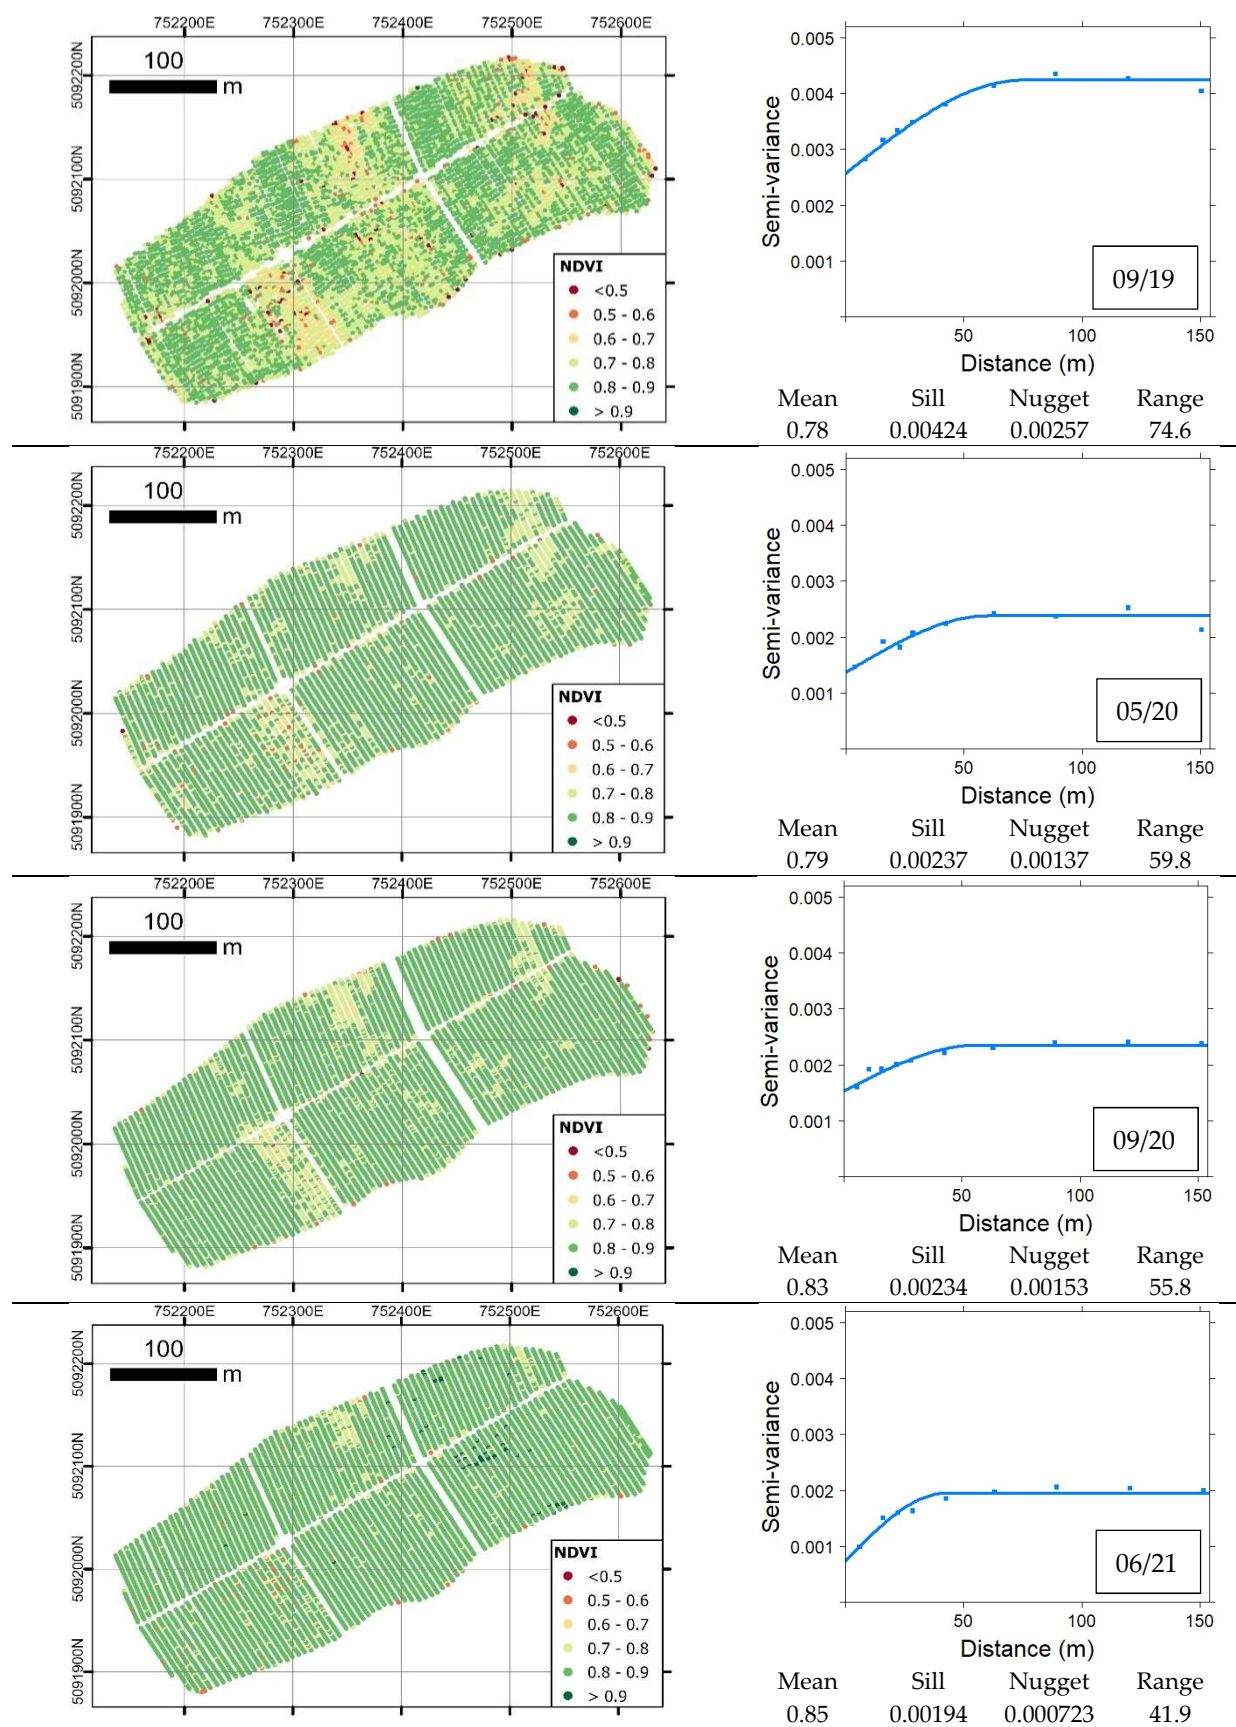 752200E 752300E 752400E 752500E 752600E
5092200N
5092100N
5092000N
5091900N
100
m
NDVI
<0.5
0.5 - 0.6
0.6 - 0.7
0.7 - 0.8
0.8 - 0.9
> 0.9
Semi-variance
0.005
0.004
0.003
0.002
0.001
09/19
50 100 150
Distance (m)
Mean Sill Nugget Range
0.78 0.00424 0.00257 74.6
752200E 752300E 752400E 752500E 752600E
5092200N
5092100N
5092000N
5091900N
100
m
NDVI
<0.5
0.5 - 0.6
0.6 - 0.7
0.7 - 0.8
0.8 - 0.9
> 0.9
Semi-variance
0.005
0.004
0.003
0.002
0.001
05/20
50 100 150
Distance (m)
Mean Sill Nugget Range
0.79 0.00237 0.00137 59.8
752200E 752300E 752400E 752500E 752600E
5092200N
5092100N
5092000N
5091900N
100
m
NDVI
<0.5
0.5 - 0.6
0.6 - 0.7
0.7 - 0.8
0.8 - 0.9
> 0.9
Semi-variance
0.005
0.004
0.003
0.002
0.001
09/20
50 100 150
Distance (m)
Mean Sill Nugget Range
0.83 0.00234 0.00153 55.8
752200E 752300E 752400E 752500E 752600E
5092200N
5092100N
5092000N
5091900N
100
m
NDVI
<0.5
0.5 - 0.6
0.6 - 0.7
0.7 - 0.8
0.8 - 0.9
> 0.9
Semi-variance
0.005
0.004
0.003
0.002
0.001
06/21
50 100 150
Distance (m)
Mean Sill Nugget Range
0.85 0.00194 0.000723 41.9